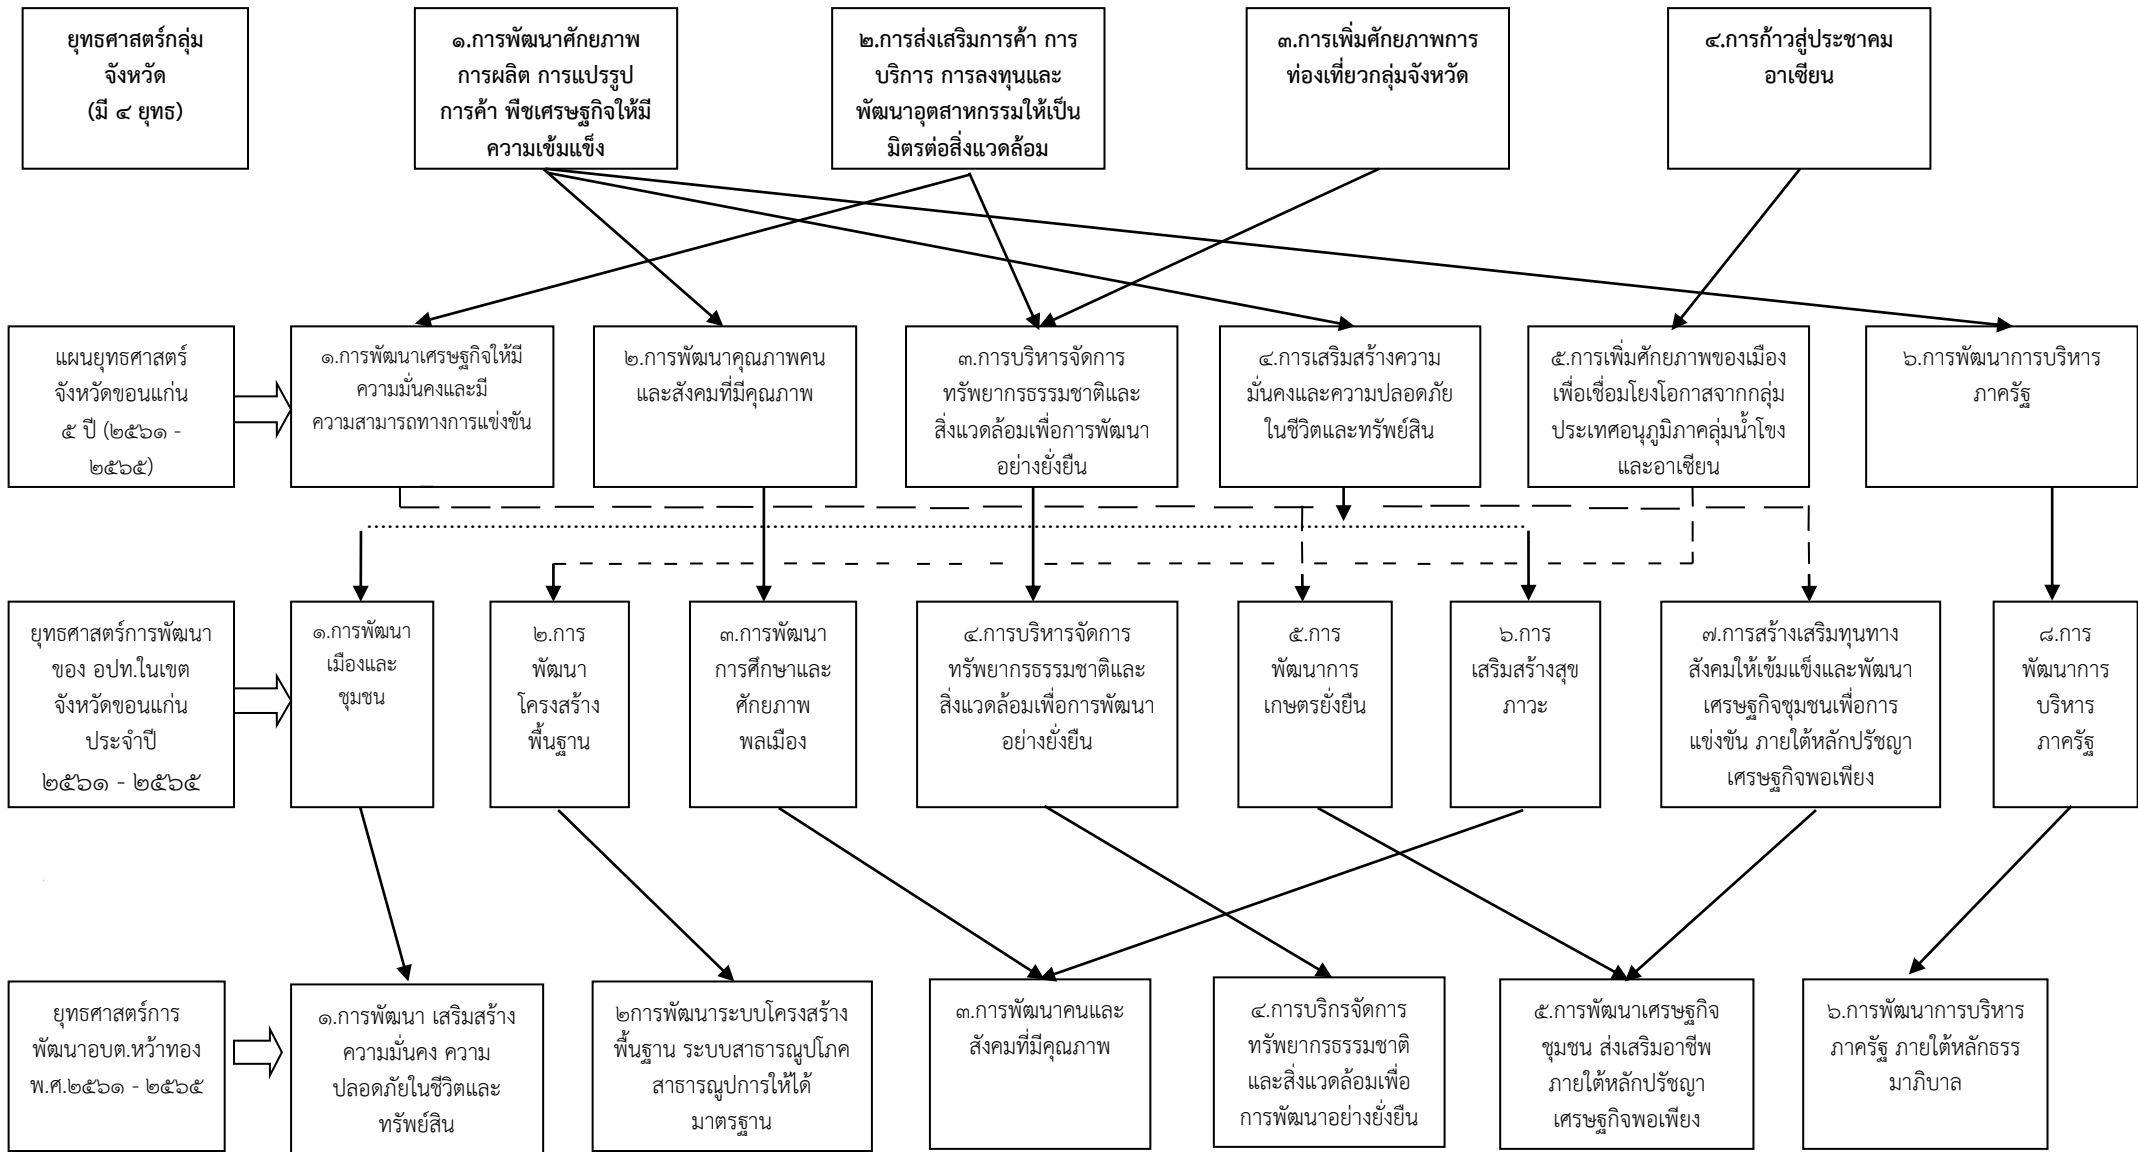 ยุทธศาสตร์กลุ่ม
จังหวัด
(มี ๔ ยุทธ)
๑.การพัฒนาศักยภาพ
การผลิต การแปรรูป
การค้า พืชเศรษฐกิจให้มี
ความเข้มแข็ง
๒.การส่งเสริมการค้า การ
บริการ การลงทุนและ
พัฒนาอุตสาหกรรมให้เป็น
มิตรต่อสิ่งแวดล้อม
๓.การเพิ่มศักยภาพการ
ท่องเที่ยวกลุ่มจังหวัด
๔.การก้าวสู่ประชาคม
อาเซียน
แผนยุทธศาสตร์
จังหวัดขอนแก่น
๕ ปี (๒๕๖๑ -
๒๕๖๕)
๑.การพัฒนาเศรษฐกิจให้มี
ความมั่นคงและมี
ความสามารถทางการแข่งขัน
๒.การพัฒนาคุณภาพคน
และสังคมที่มีคุณภาพ
๓.การบริหารจัดการ
ทรัพยากรธรรมชาติและ
สิ่งแวดล้อมเพื่อการพัฒนา
อย่างยั่งยืน
๔.การเสริมสร้างความ
มั่นคงและความปลอดภัย
ในชีวิตและทรัพย์สิน
๕.การเพิ่มศักยภาพของเมือง
เพื่อเชื่อมโยงโอกาสจากกลุ่ม
ประเทศอนุภูมิภาคลุ่มน้ำโขง
และอาเซียน
๖.การพัฒนาการบริหาร
ภาครัฐ
ยุทธศาสตร์การพัฒนา
ของ อปท.ในเขต
จังหวัดขอนแก่น
ประจำปี
๒๕๖๑ - ๒๕๖๕
๑.การพัฒนา
เมืองและ
ชุมชน
๒.การ
พัฒนา
โครงสร้าง
พื้นฐาน
๓.การพัฒนา
การศึกษาและ
ศักยภาพ
พลเมือง
๔.การบริหารจัดการ
ทรัพยากรธรรมชาติและ
สิ่งแวดล้อมเพื่อการพัฒนา
อย่างยั่งยืน
๕.การ
พัฒนาการ
เกษตรยั่งยืน
๖.การ
เสริมสร้างสุข
ภาวะ
๗.การสร้างเสริมทุนทาง
สังคมให้เข้มแข็งและพัฒนา
เศรษฐกิจชุมชนเพื่อการ
แข่งขัน ภายใต้หลักปรัชญา
เศรษฐกิจพอเพียง
๘.การ
พัฒนาการ
บริหาร
ภาครัฐ
ยุทธศาสตร์การ
พัฒนาอบต.หว้าทอง
พ.ศ.๒๕๖๑ - ๒๕๖๕
๑.การพัฒนา เสริมสร้าง
ความมั่นคง ความ
ปลอดภัยในชีวิตและ
ทรัพย์สิน
๒การพัฒนาระบบโครงสร้าง
พื้นฐาน ระบบสาธารณูปโภค
สาธารณูปการให้ได้
มาตรฐาน
๓.การพัฒนาคนและ
สังคมที่มีคุณภาพ
๔.การบริกรจัดการ
ทรัพยากรธรรมชาติ
และสิ่งแวดล้อมเพื่อ
การพัฒนาอย่างยั่งยืน
๕.การพัฒนาเศรษฐกิจ
ชุมชน ส่งเสริมอาชีพ
ภายใต้หลักปรัชญา
เศรษฐกิจพอเพียง
๖.การพัฒนาการบริหาร
ภาครัฐ ภายใต้หลักธรร
มาภิบาล